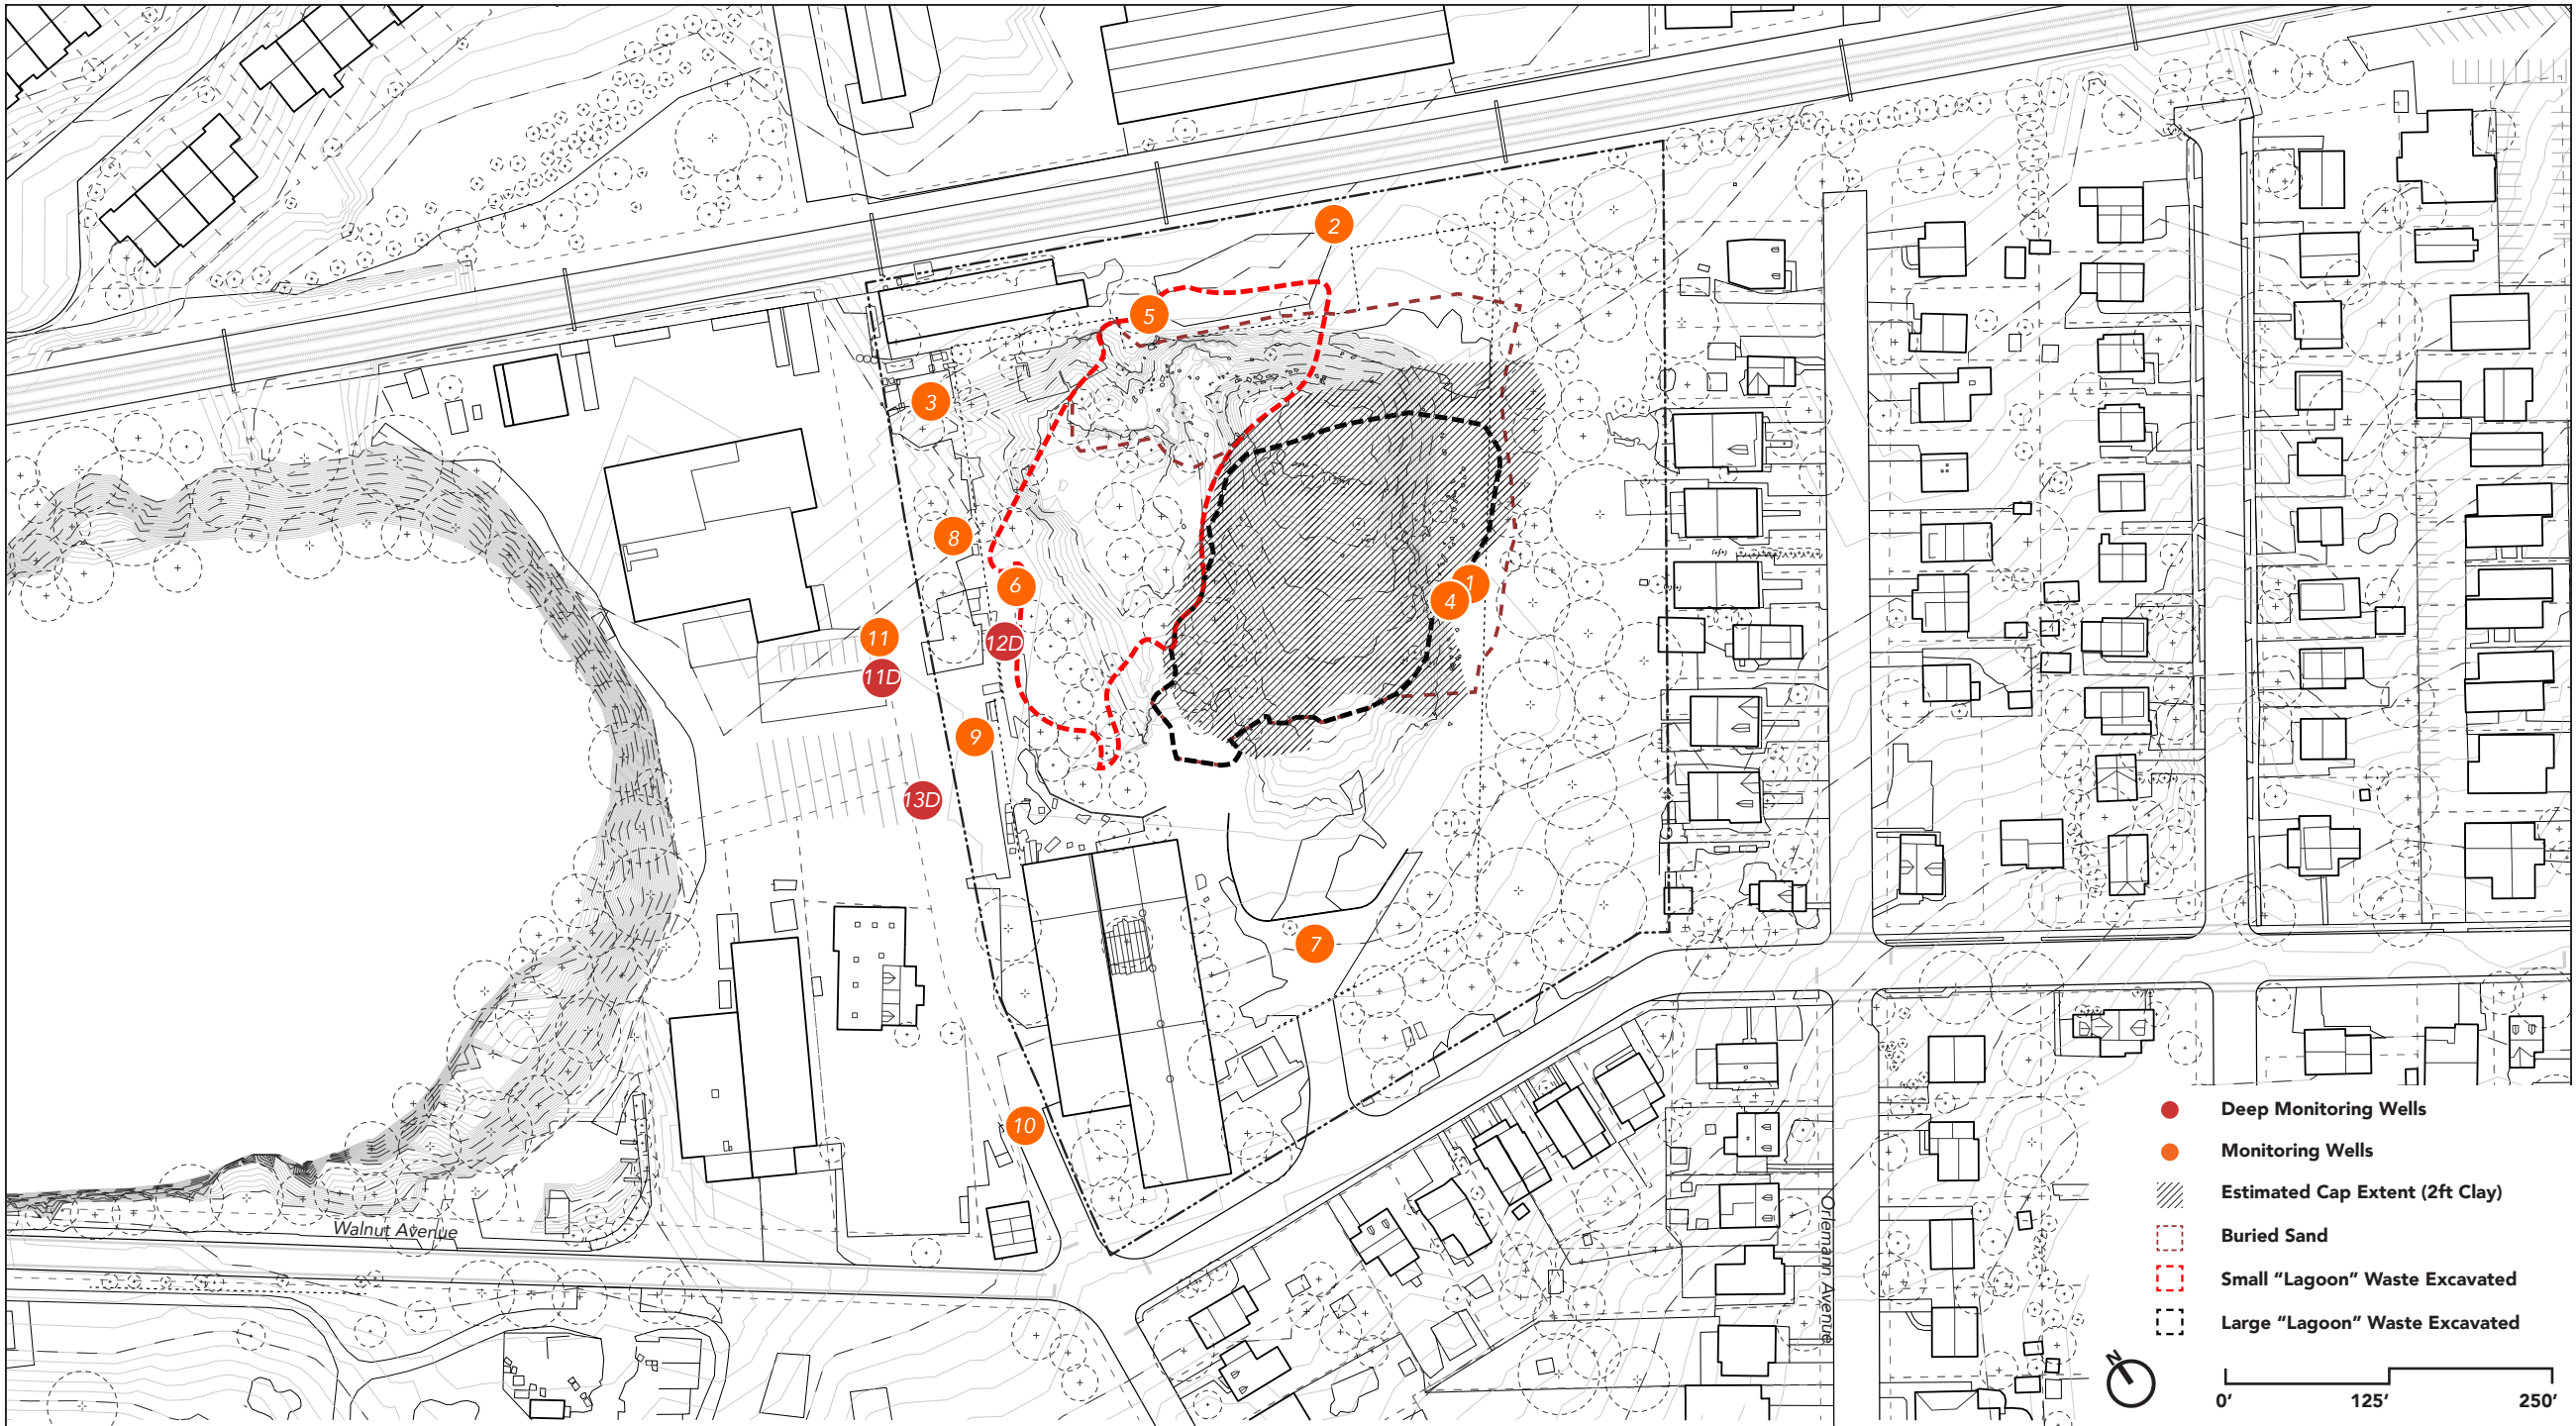 2
5
3
8
6
1
4
11
12D
11D
9
13D
7
10
Walnut Avenue
Orlemann Avenue
Deep Monitoring Wells
Monitoring Wells
Estimated Cap Extent (2ft Clay)
Buried Sand
Small “Lagoon” Waste Excavated
Large “Lagoon” Waste Excavated
N
0' 125' 250'